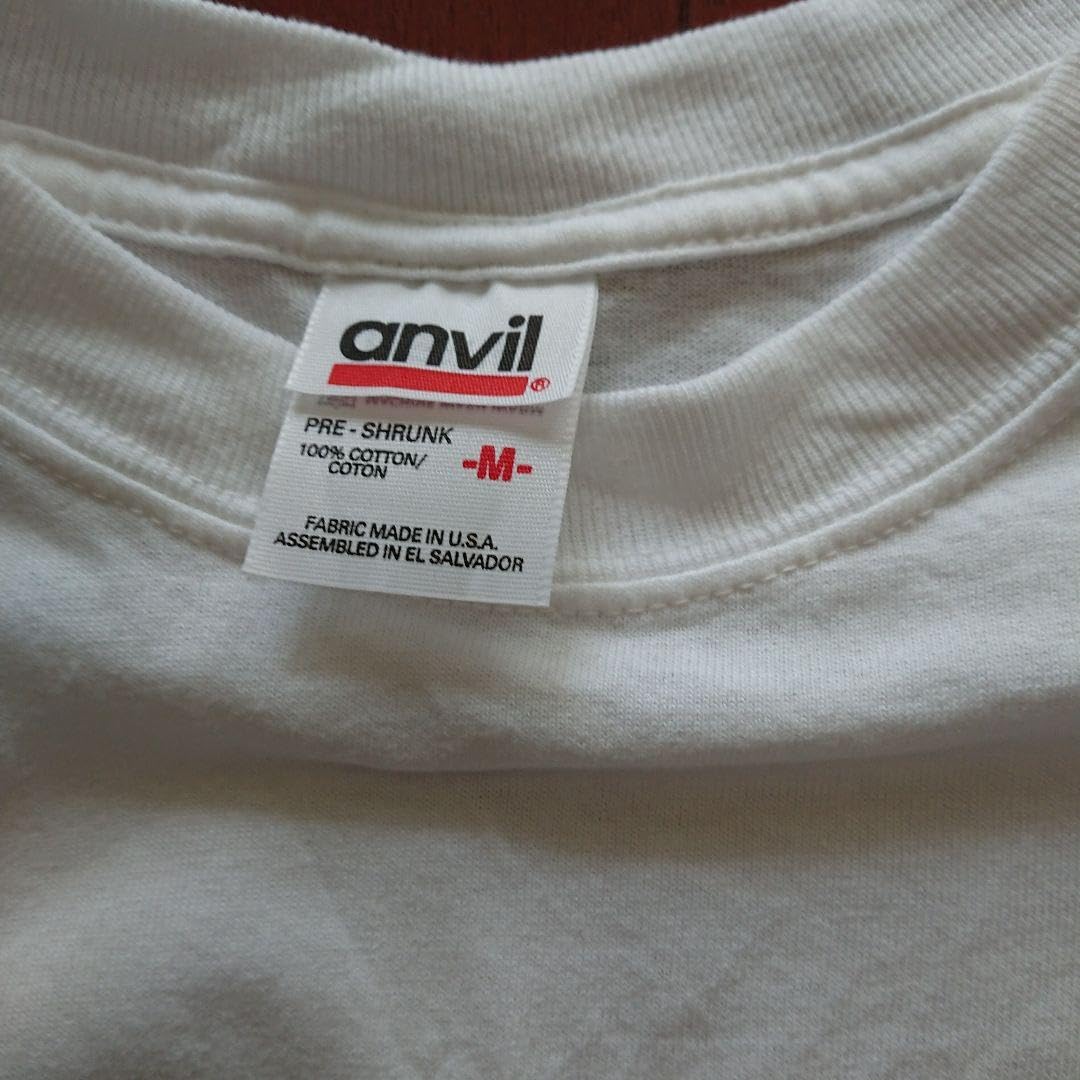 anvil®
PRE - SHRUNK
100% COTTON/
COTON
-M-
FABRIC MADE IN U.S.A.
ASSEMBLED IN EL SALVADOR